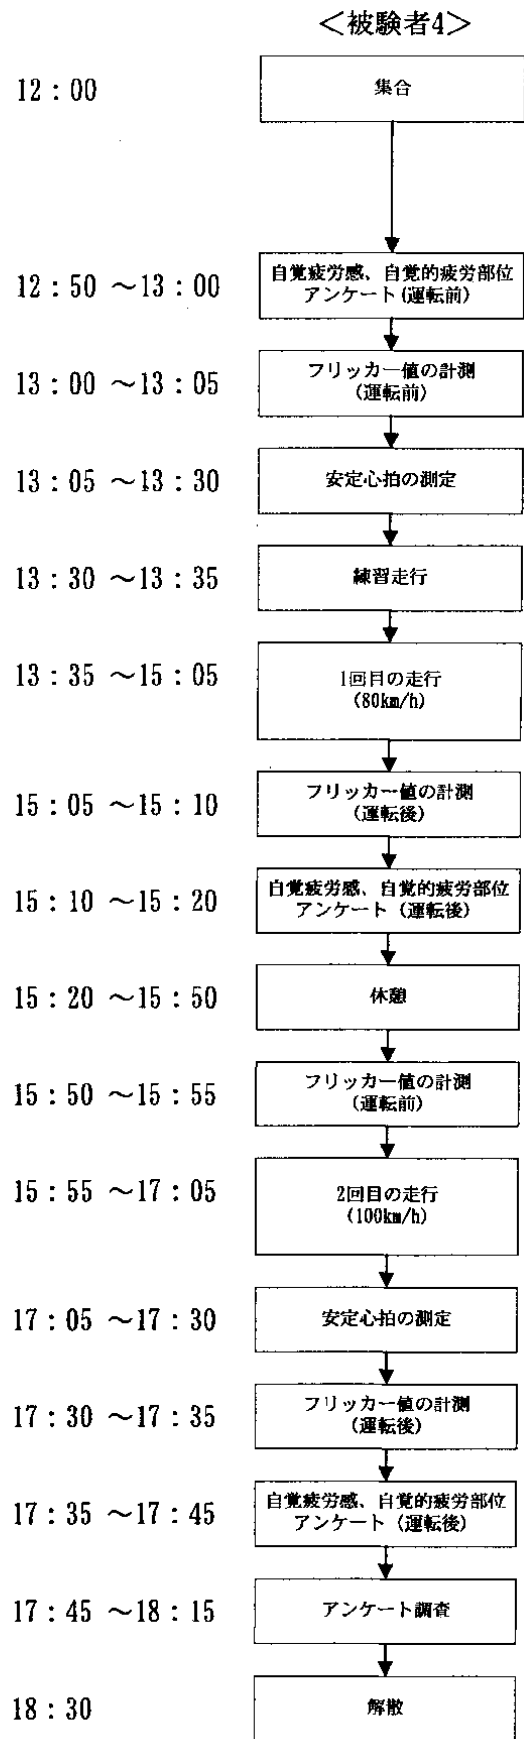 ＜被験者4＞
12：00
集合
12：50 ～13：00
自覚疲労感、自覚的疲労部位
アンケート(運転前)
13：00 ～13：05
フリッカー値の計測
(運転前)
13：05 ～13：30
安定心拍の測定
13：30 ～13：35
練習走行
13：35 ～15：05
1回目の走行
(80km/h)
15：05 ～15：10
フリッカー値の計測
(運転後)
15：10 ～15：20
自覚疲労感、自覚的疲労部位
アンケート (運転後)
15：20 ～15：50
休憩
15：50 ～15：55
フリッカー値の計測
(運転前)
15：55 ～17：05
2回目の走行
(100km/h)
17：05 ～17：30
安定心拍の測定
17：30 ～17：35
フリッカー値の計測
(運転後)
17：35 ～17：45
自覚疲労感、自覚的疲労部位
アンケート (運転後)
17：45 ～18：15
アンケート調査
18：30
解散